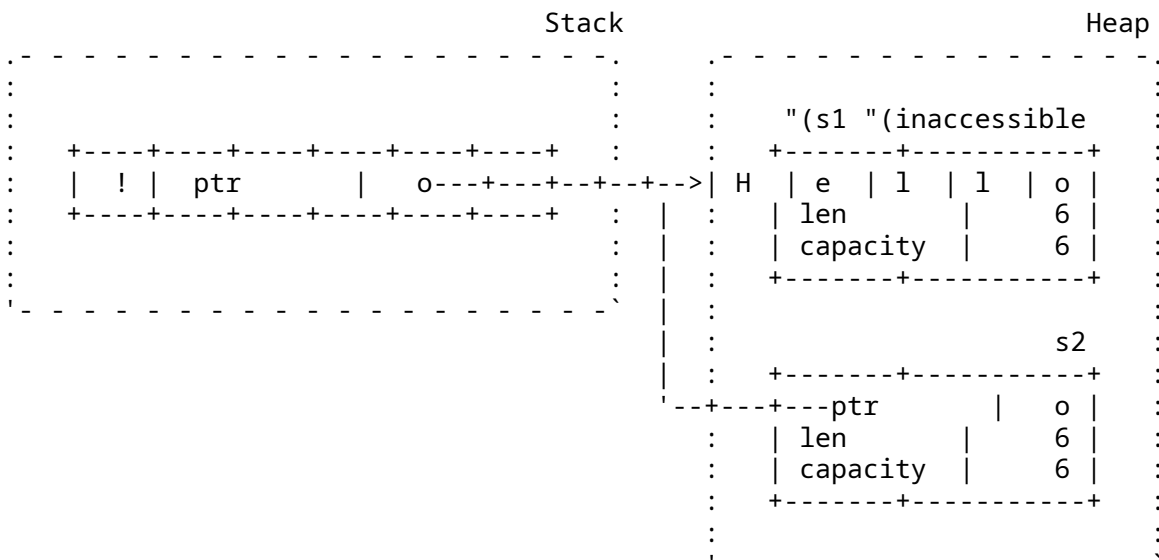 Stack Heap
"(s1 "(inaccessible
! ptr o H e l l o
len 6
capacity 6
s2
ptr o
len 6
capacity 6